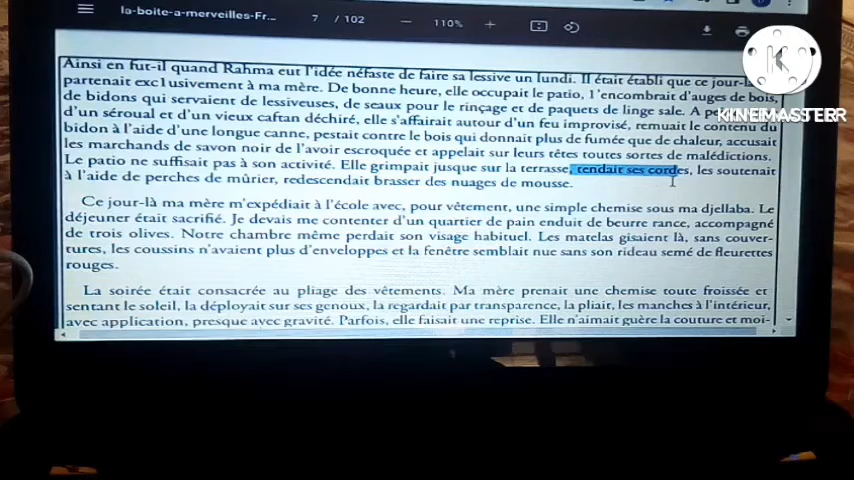 la-boite-a-merveilles-Fr...
7 / 102
110%
Ainsi en fut-il quand Rahma eut l'idée néfaste de faire sa lessive un lundi. Il était établi que ce jour-là
partenait exclusivement à ma mère. De bonne heure, elle occupait le patio, l'encombrait d'auges de bois,
de bidons qui servaient de lessiveuses, de seaux pour le rinçage et de paquets de linge sale. A
d'un séroual et d'un vieux caftan déchiré, elle s'affairait autour d'un feu improvisé, remuait le contenu du
bidon à l'aide d'une longue canne, pestait contre le bois qui donnait plus de fumée que de chaleur, accusait
les marchands de savon noir de l'avoir escroquée et appelait sur leurs têtes toutes sortes de malédictions.
Le patio ne suffisait pas à son activité. Elle grimpait jusque sur la terrasse, tendait ses cordes, les soutenait
à l'aide de perches de mûrier, redescendait brasser des nuages de mousse.
Ce jour-là ma mère m'expédiait à l'école avec, pour vêtement, une simple chemise sous ma djellaba. Le
déjeuner était sacrifié. Je devais me contenter d'un quartier de pain enduit de beurre rance, accompagné
de trois olives. Notre chambre même perdait son visage habituel. Les matelas gisaient là, sans couver-
tures, les coussins n'avaient plus d'enveloppes et la fenêtre semblait nue sans son rideau semé de fleurettes
rouges.
La soirée était consacrée au pliage des vêtements. Ma mère prenait une chemise toute froissée et
sentant le soleil, la déployait sur ses genoux, la regardait par transparence, la pliait, les manches à l'intérieur,
avec application, presque avec gravité. Parfois, elle faisait une reprise. Elle n'aimait guère la couture et moi-
K
KINEMASTER